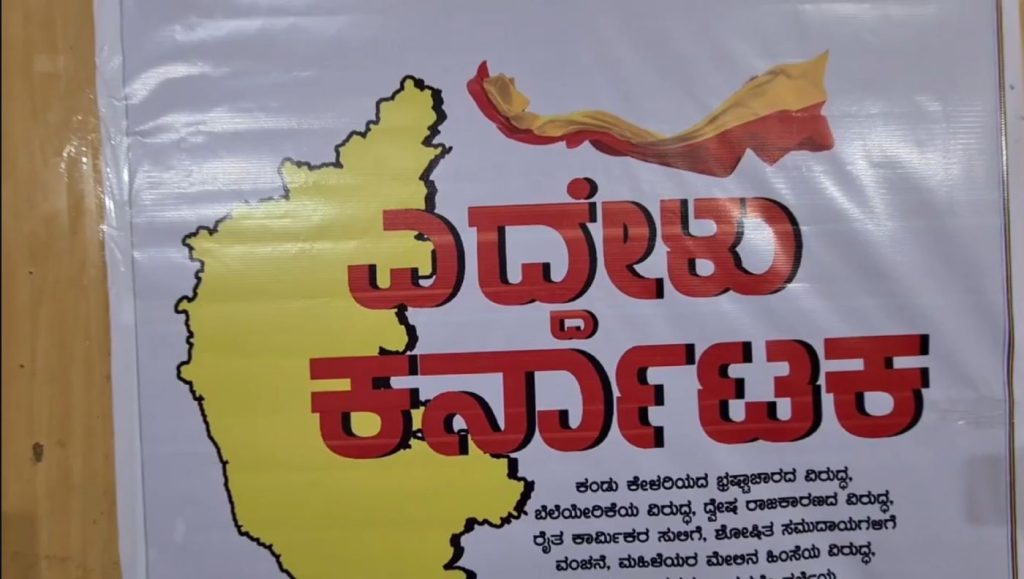 ಎದ್ದೇಳು
ಕರ್ನಾಟಕ
ಕಂಡು ಕೇಳರಿಯದ ಭ್ರಷ್ಟಾಚಾರದ ವಿರುದ್ಧ,
ಬೆಲೆಯೇರಿಕೆಯ ವಿರುದ್ಧ, ದ್ವೇಷ ರಾಜಕಾರಣದ ವಿರುದ್ಧ,
ರೈತ ಕಾರ್ಮಿಕರ ಸುಲಿಗೆ, ಶೋಷಿತ ಸಮುದಾಯಗಳಿಗೆ
ವಂಚನೆ, ಮಹಿಳೆಯರ ಮೇಲಿನ ಹಿಂಸೆಯ ವಿರುದ್ಧ,